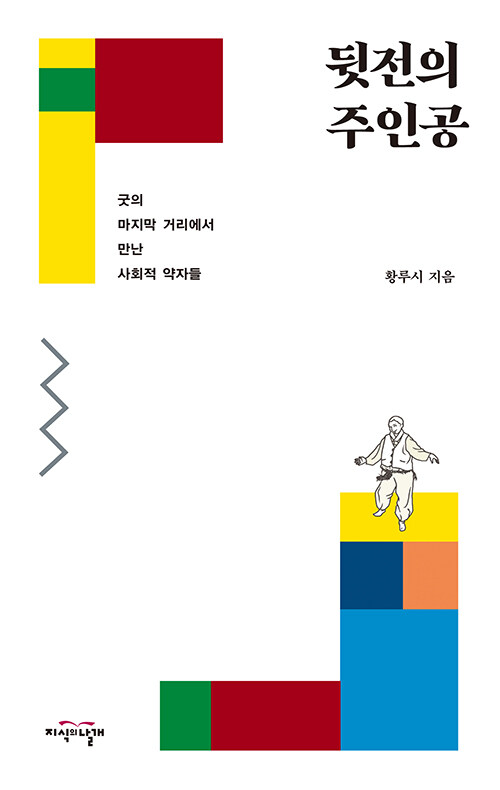 뒷전의
주인공
굿의
마지막 거리에서
만난
사회적 약자들
황루시 지음
지식의날개